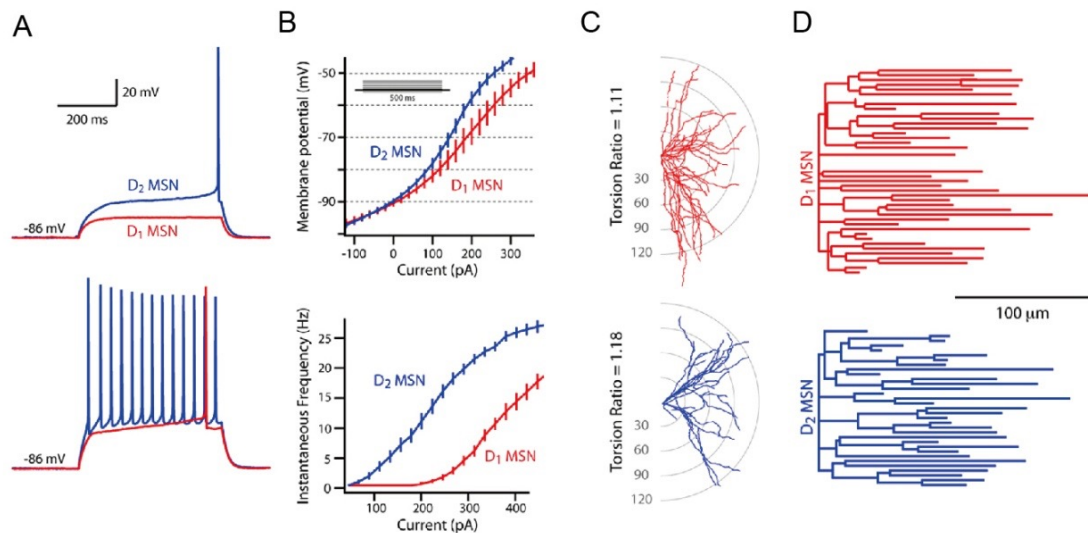 A
20 mV
200 ms
D₂ MSN
-86 mV
D₁ MSN
-86 mV
B
Membrane potential (mV)
-50
-70
-90
500 ms
D₂ MSN
D₁ MSN
-100 0 100 200 300
Current (pA)
Instantaneous Frequency (Hz)
25
20
15
10
5
0
D₂ MSN
D₁ MSN
100 200 300 400
Current (pA)
C
Torsion Ratio = 1.11
30
60
90
120
Torsion Ratio = 1.18
30
60
90
120
D
D₁ MSN
100 μm
D₂ MSN